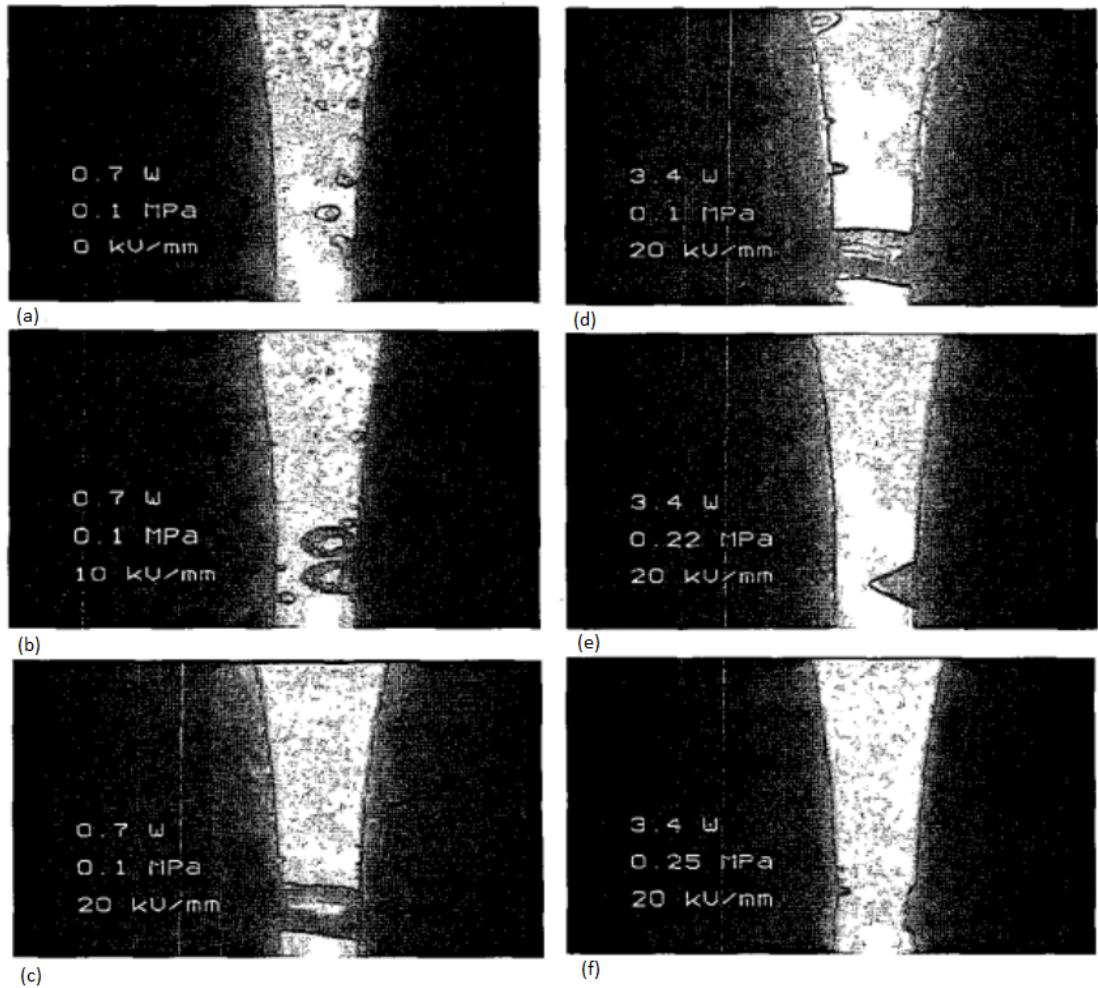 0.7 W
0.1 MPa
0 kV/mm
(a)
0.7 W
0.1 MPa
10 kV/mm
(b)
0.7 W
0.1 MPa
20 kV/mm
(c)
3.4 W
0.1 MPa
20 kV/mm
(d)
3.4 W
0.22 MPa
20 kV/mm
(e)
3.4 W
0.25 MPa
20 kV/mm
(f)